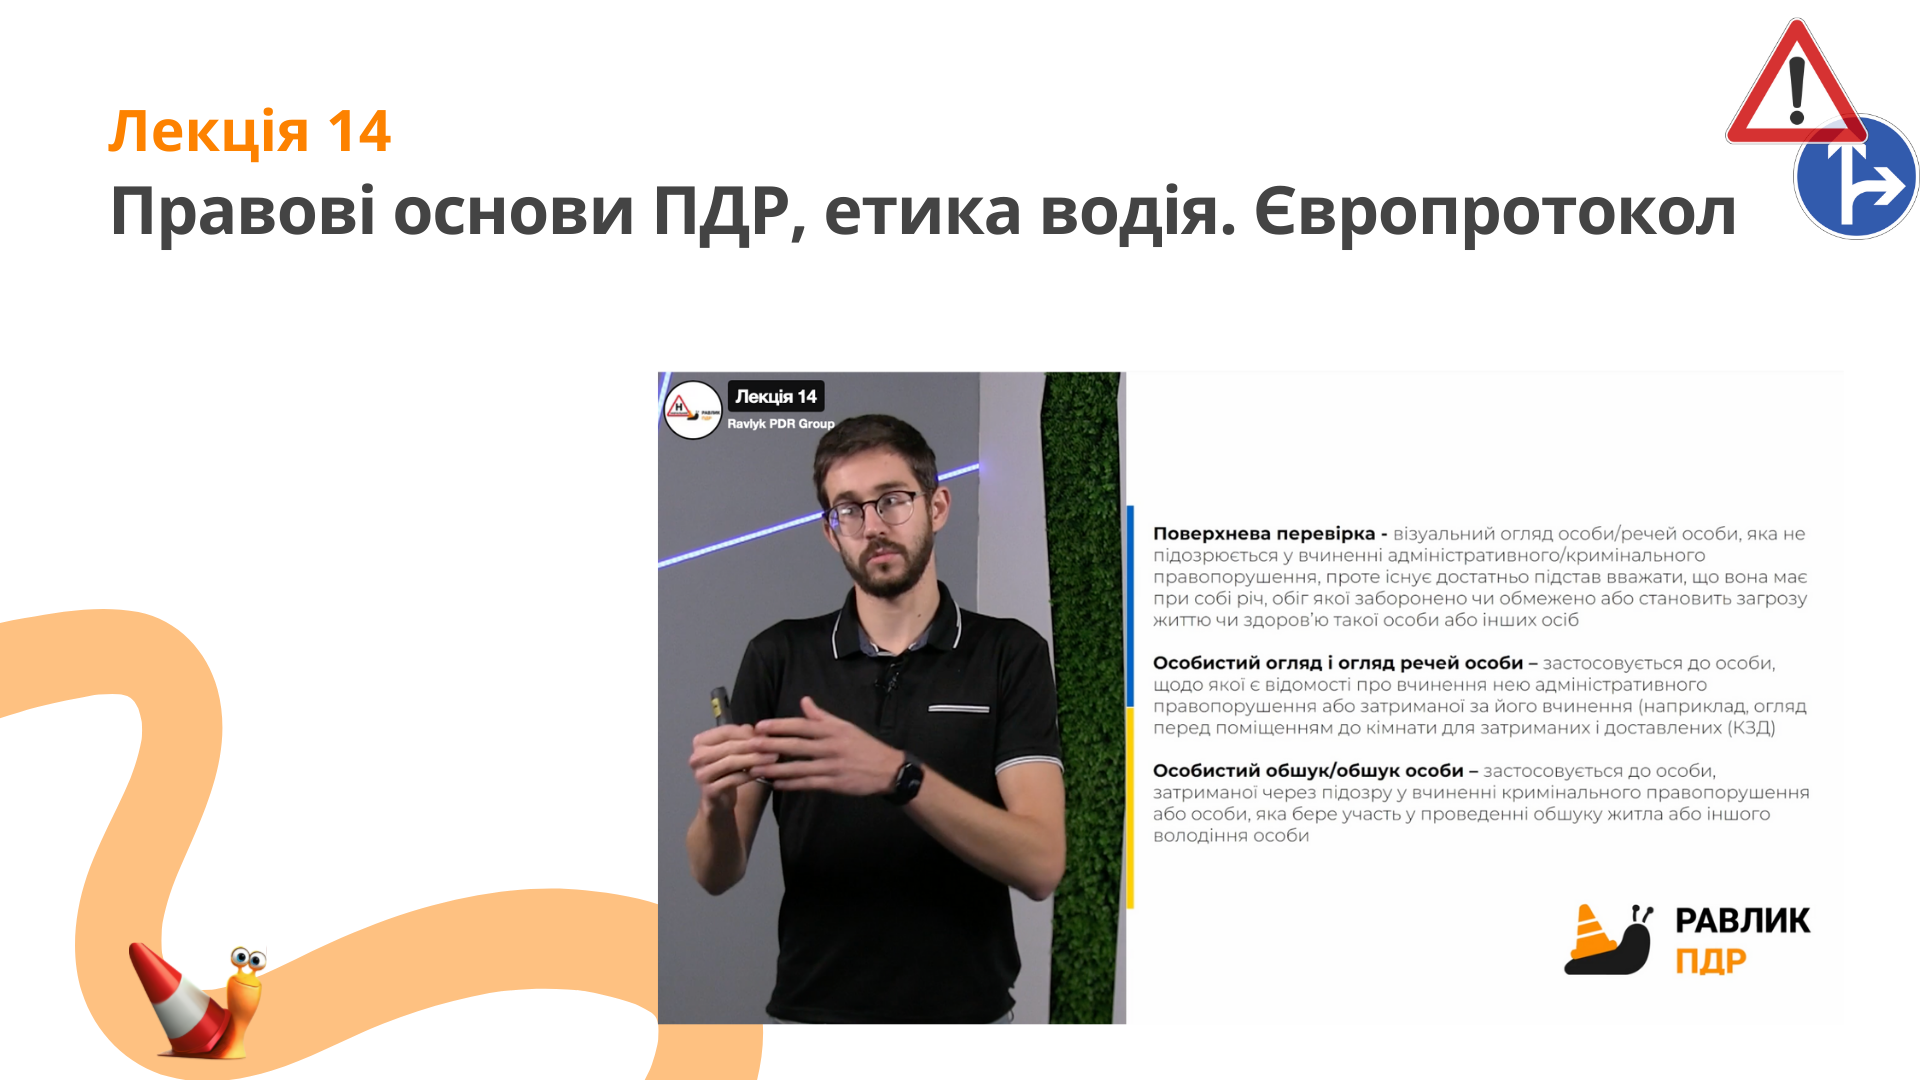 Лекція 14
Правові основи ПДР, етика водія. Європротокол
Лекція 14
Ravlyk PDR Group
Поверхнева перевірка - візуальний огляд особи/речей особи, яка не
підозрюється у вчиненні адміністративного/кримінального
правопорушення, проте існує достатньо підстав вважати, що вона має
при собі річ, обіг якої заборонено чи обмежено або становить загрозу
життю чи здоров’ю такої особи або інших осіб
Особистий огляд і огляд речей особи – застосовується до особи,
щодо якої є відомості про вчинення нею адміністративного
правопорушення або затриманої за його вчинення (наприклад, огляд
перед поміщенням до кімнати для затриманих і доставлених (КЗД)
Особистий обшук/обшук особи – застосовується до особи,
затриманої через підозру у вчиненні кримінального правопорушення
або особи, яка бере участь у проведенні обшуку житла або іншого
володіння особи
РАВЛИК
ПДР